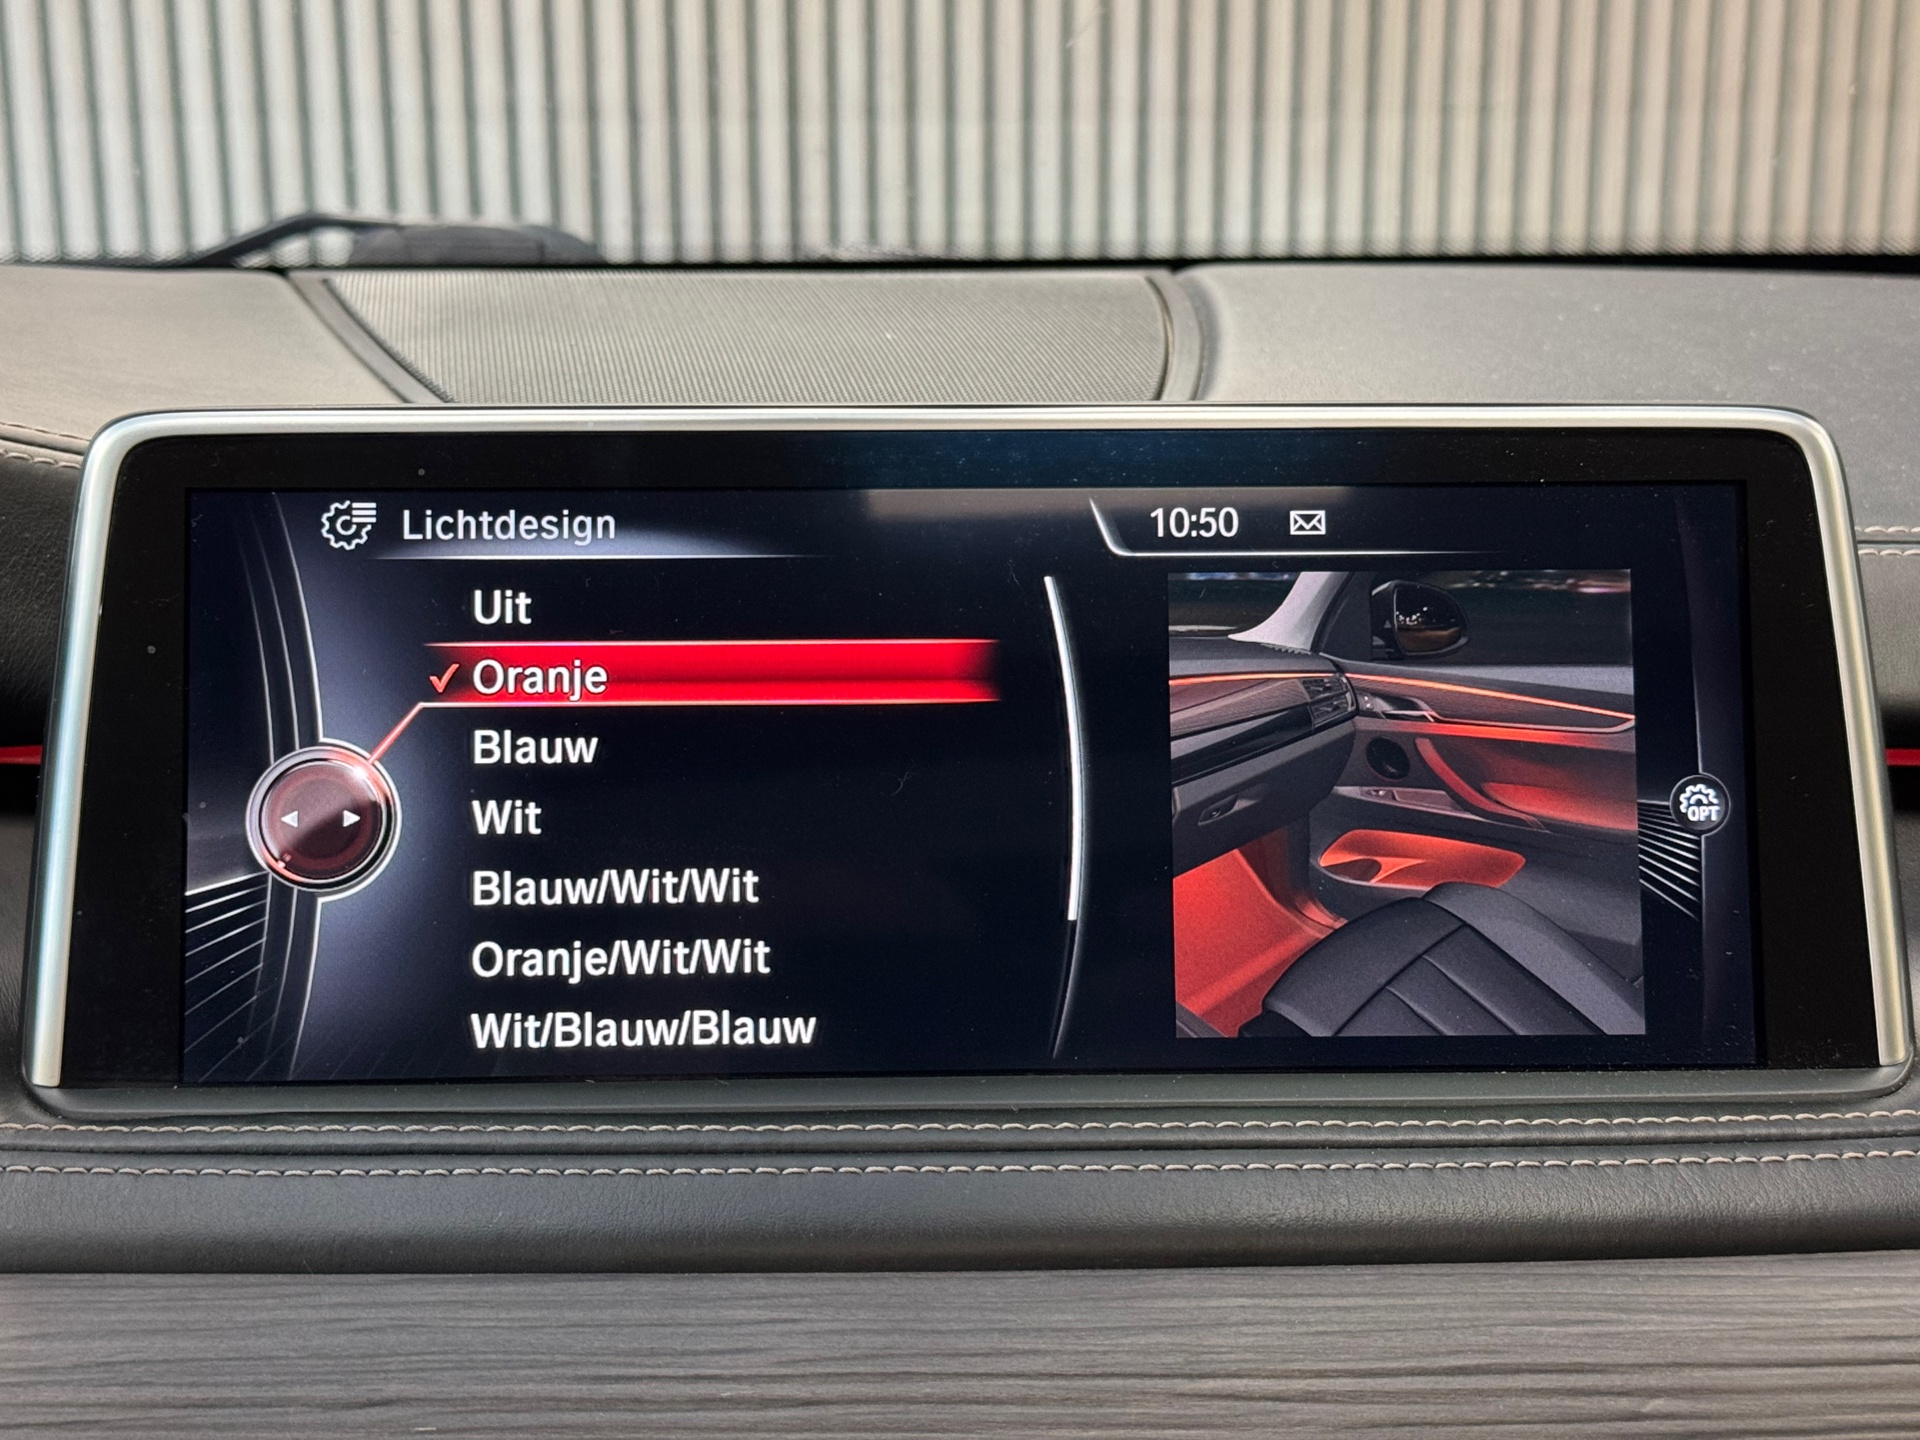 Lichtdesign
10:50
Uit
Oranje
Blauw
Wit
Blauw/Wit/Wit
Oranje/Wit/Wit
Wit/Blauw/Blauw
OPT